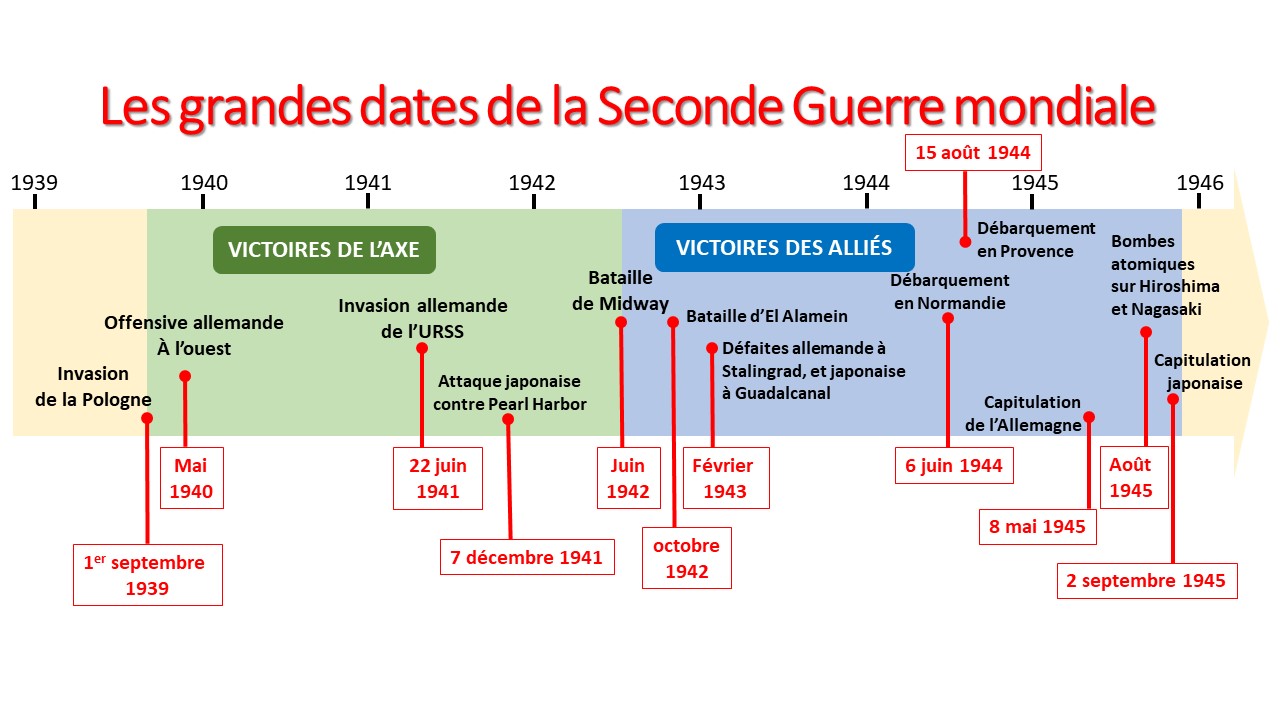 Les grandes dates de la Seconde Guerre mondiale
15 août 1944
1939 1940 1941 1942 1943 1944 1945 1946
VICTOIRES DE L’AXE
VICTOIRES DES ALLIÉS
Invasion
de la Pologne
1er septembre
1939
Offensive allemande
À l’ouest
Mai
1940
Invasion allemande
de l’URSS
22 juin
1941
Attaque japonaise
contre Pearl Harbor
7 décembre 1941
Bataille
de Midway
Juin
1942
Bataille d’El Alamein
octobre
1942
Défaites allemande à
Stalingrad, et japonaise
à Guadalcanal
Février
1943
Débarquement
en Normandie
6 juin 1944
Débarquement
en Provence
Capitulation
de l’Allemagne
8 mai 1945
Bombes
atomiques
sur Hiroshima
et Nagasaki
Août
1945
Capitulation
japonaise
2 septembre 1945